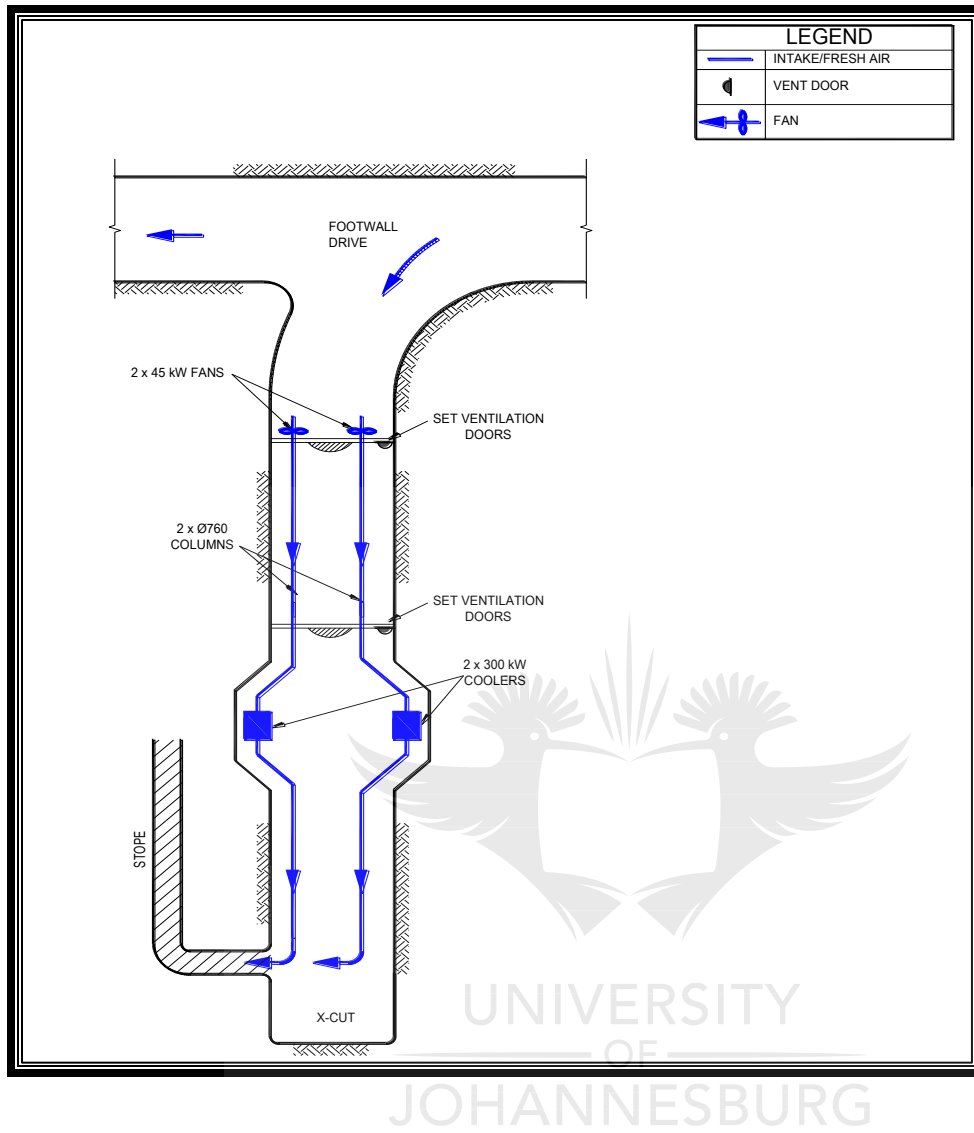 LEGEND
INTAKE/FRESH AIR
VENT DOOR
FAN
FOOTWALL
DRIVE
2 x 45 kW FANS
SET VENTILATION
DOORS
2 x Ø760
COLUMNS
SET VENTILATION
DOORS
2 x 300 kW
COOLERS
STOPE
X-CUT
UNIVERSITY
OF
JOHANNESBURG